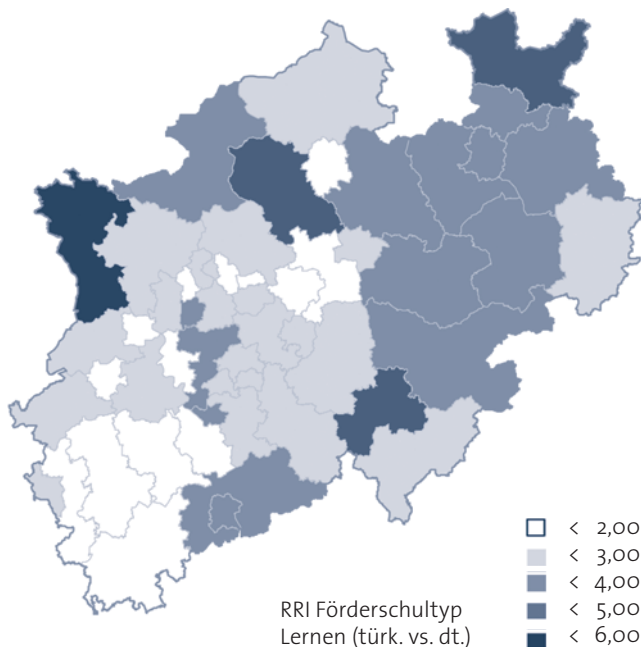 < 2,00
< 3,00
< 4,00
< 5,00
< 6,00
RRI Förderschultyp
Lernen (türk. vs. dt.)